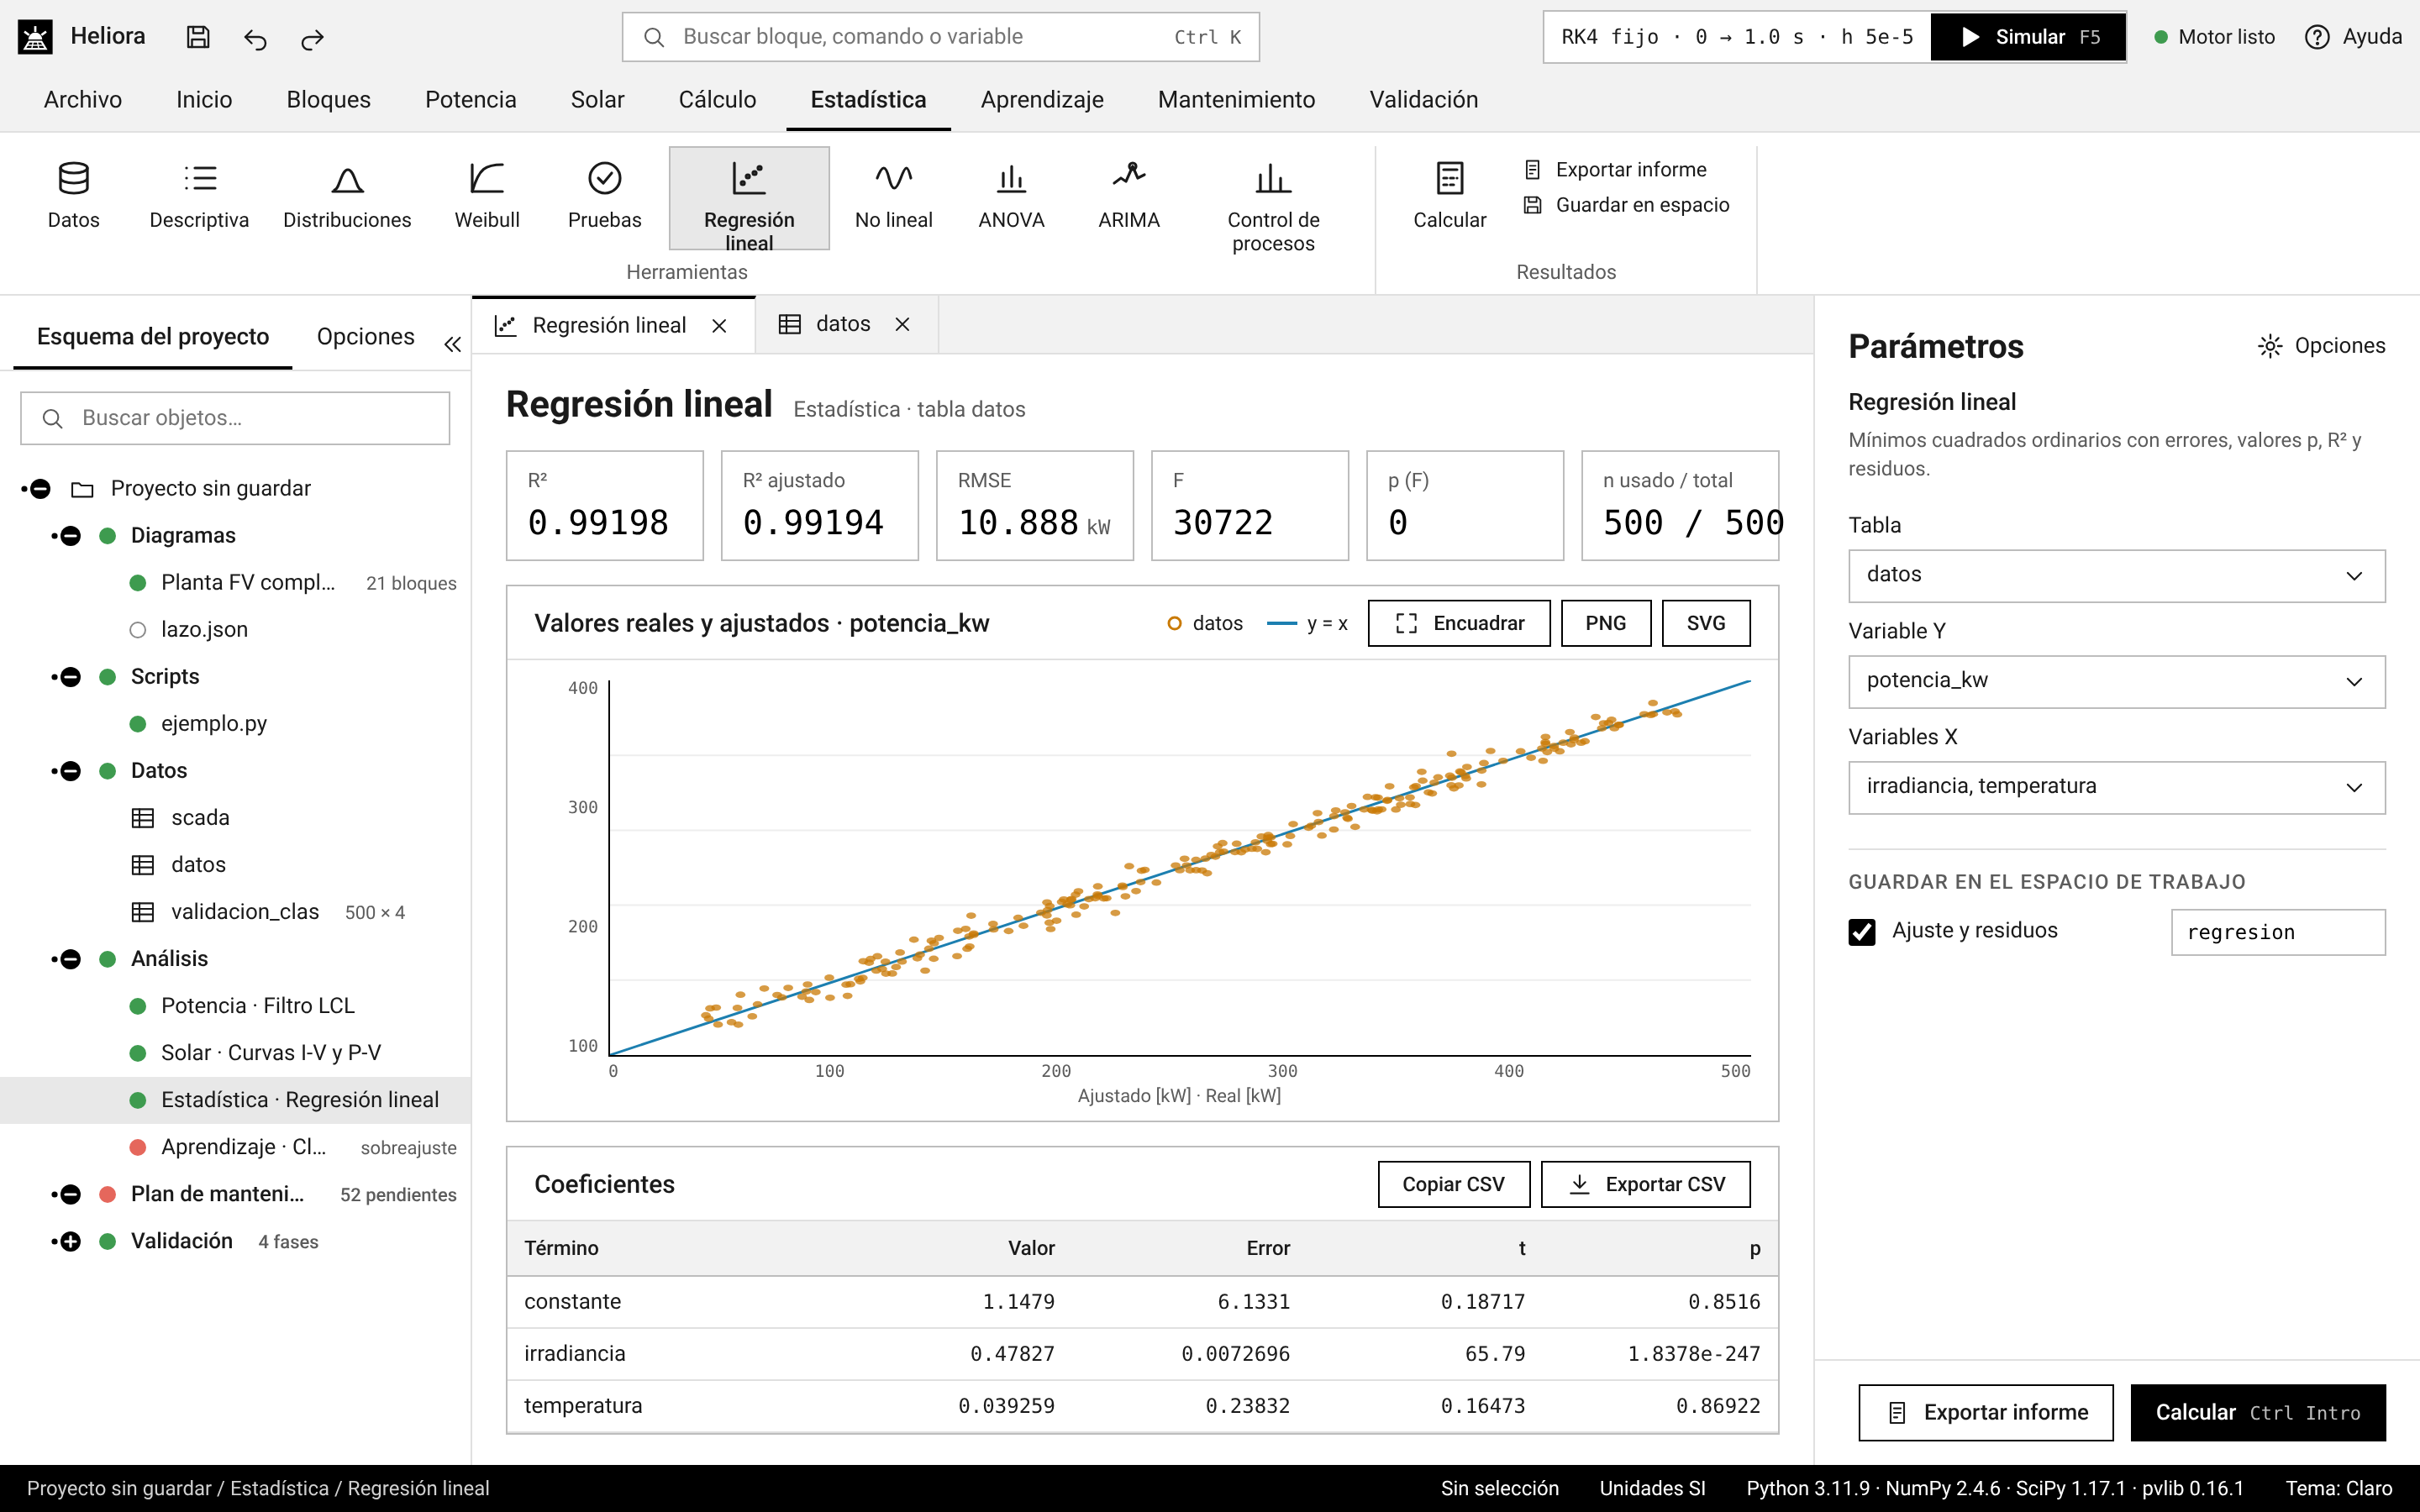 Heliora
Buscar bloque, comando o variable
Ctrl K
RK4 fijo · 0 → 1.0 s · h 5e-5
Simular F5
Motor listo
Ayuda
Archivo
Inicio
Bloques
Potencia
Solar
Cálculo
Estadística
Aprendizaje
Mantenimiento
Validación
Datos
Descriptiva
Distribuciones
Weibull
Pruebas
Regresión
lineal
No lineal
ANOVA
ARIMA
Control de
procesos
Herramientas
Calcular
Exportar informe
Guardar en espacio
Resultados
Esquema del proyecto
Opciones
Buscar objetos...
Proyecto sin guardar
Diagramas
Planta FV compl... 21 bloques
lazo.json
Scripts
ejemplo.py
Datos
scada
datos
validacion_clas 500 × 4
Análisis
Potencia · Filtro LCL
Solar · Curvas I-V y P-V
Estadística · Regresión lineal
Aprendizaje · Cl... sobreajuste
Plan de manteni... 52 pendientes
Validación 4 fases
Regresión lineal
datos
Regresión lineal
Estadística · tabla datos
R²
0.99198
R² ajustado
0.99194
RMSE
10.888 kW
F
30722
p (F)
0
n usado / total
500 / 500
Valores reales y ajustados · potencia_kw
datos
y = x
Encuadrar
PNG
SVG
400
300
200
100
0
100
200
300
400
500
Ajustado [kW] · Real [kW]
Coeficientes
Copiar CSV
Exportar CSV
Término Valor Error t p
constante 1.1479 6.1331 0.18717 0.8516
irradiancia 0.47827 0.0072696 65.79 1.8378e-247
temperatura 0.039259 0.23832 0.16473 0.86922
Parámetros
Opciones
Regresión lineal
Mínimos cuadrados ordinarios con errores, valores p, R² y
residuos.
Tabla
datos
Variable Y
potencia_kw
Variables X
irradiancia, temperatura
GUARDAR EN EL ESPACIO DE TRABAJO
Ajuste y residuos
regresion
Exportar informe
Calcular Ctrl Intro
Proyecto sin guardar / Estadística / Regresión lineal
Sin selección
Unidades SI
Python 3.11.9 · NumPy 2.4.6 · SciPy 1.17.1 · pvlib 0.16.1
Tema: Claro